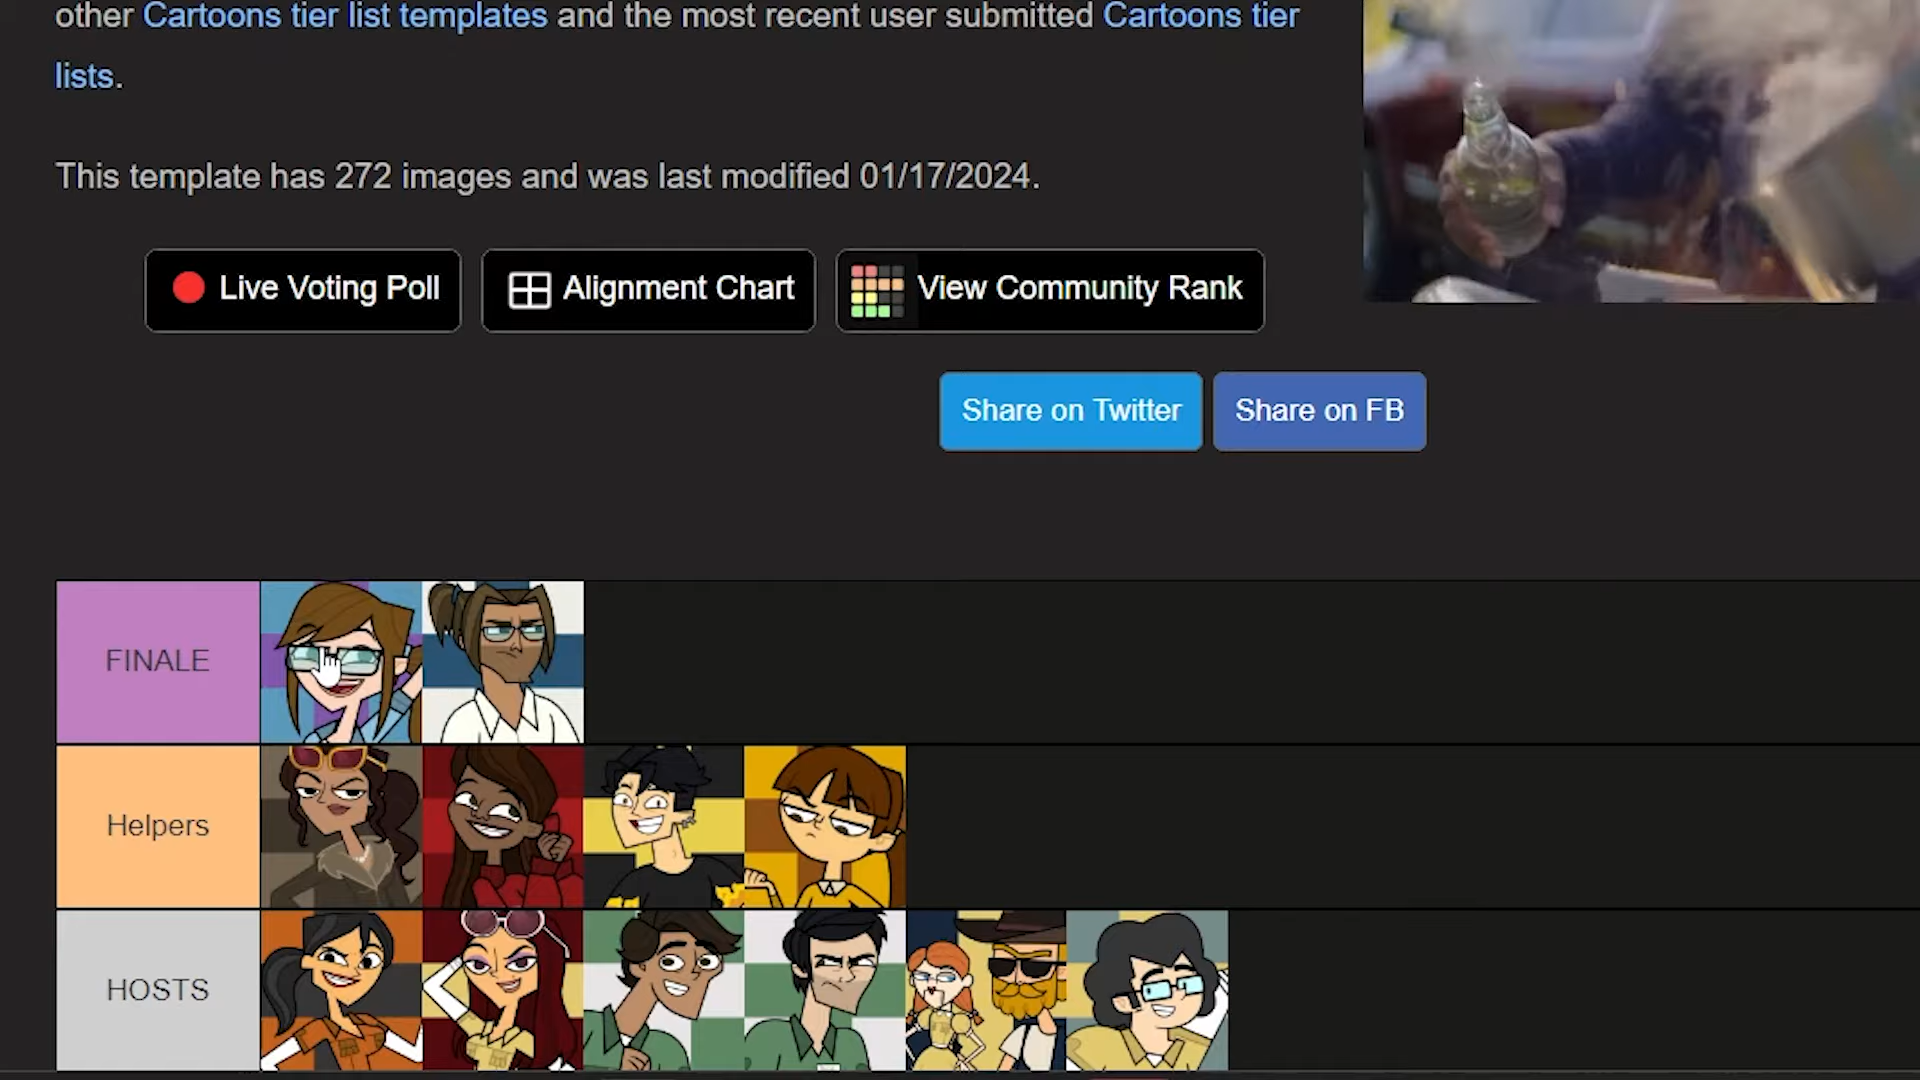 other Cartoons tier list templates and the most recent user submitted Cartoons tier
lists.
This template has 272 images and was last modified 01/17/2024.
Live Voting Poll
Alignment Chart
View Community Rank
Share on Twitter
Share on FB
FINALE
Helpers
HOSTS